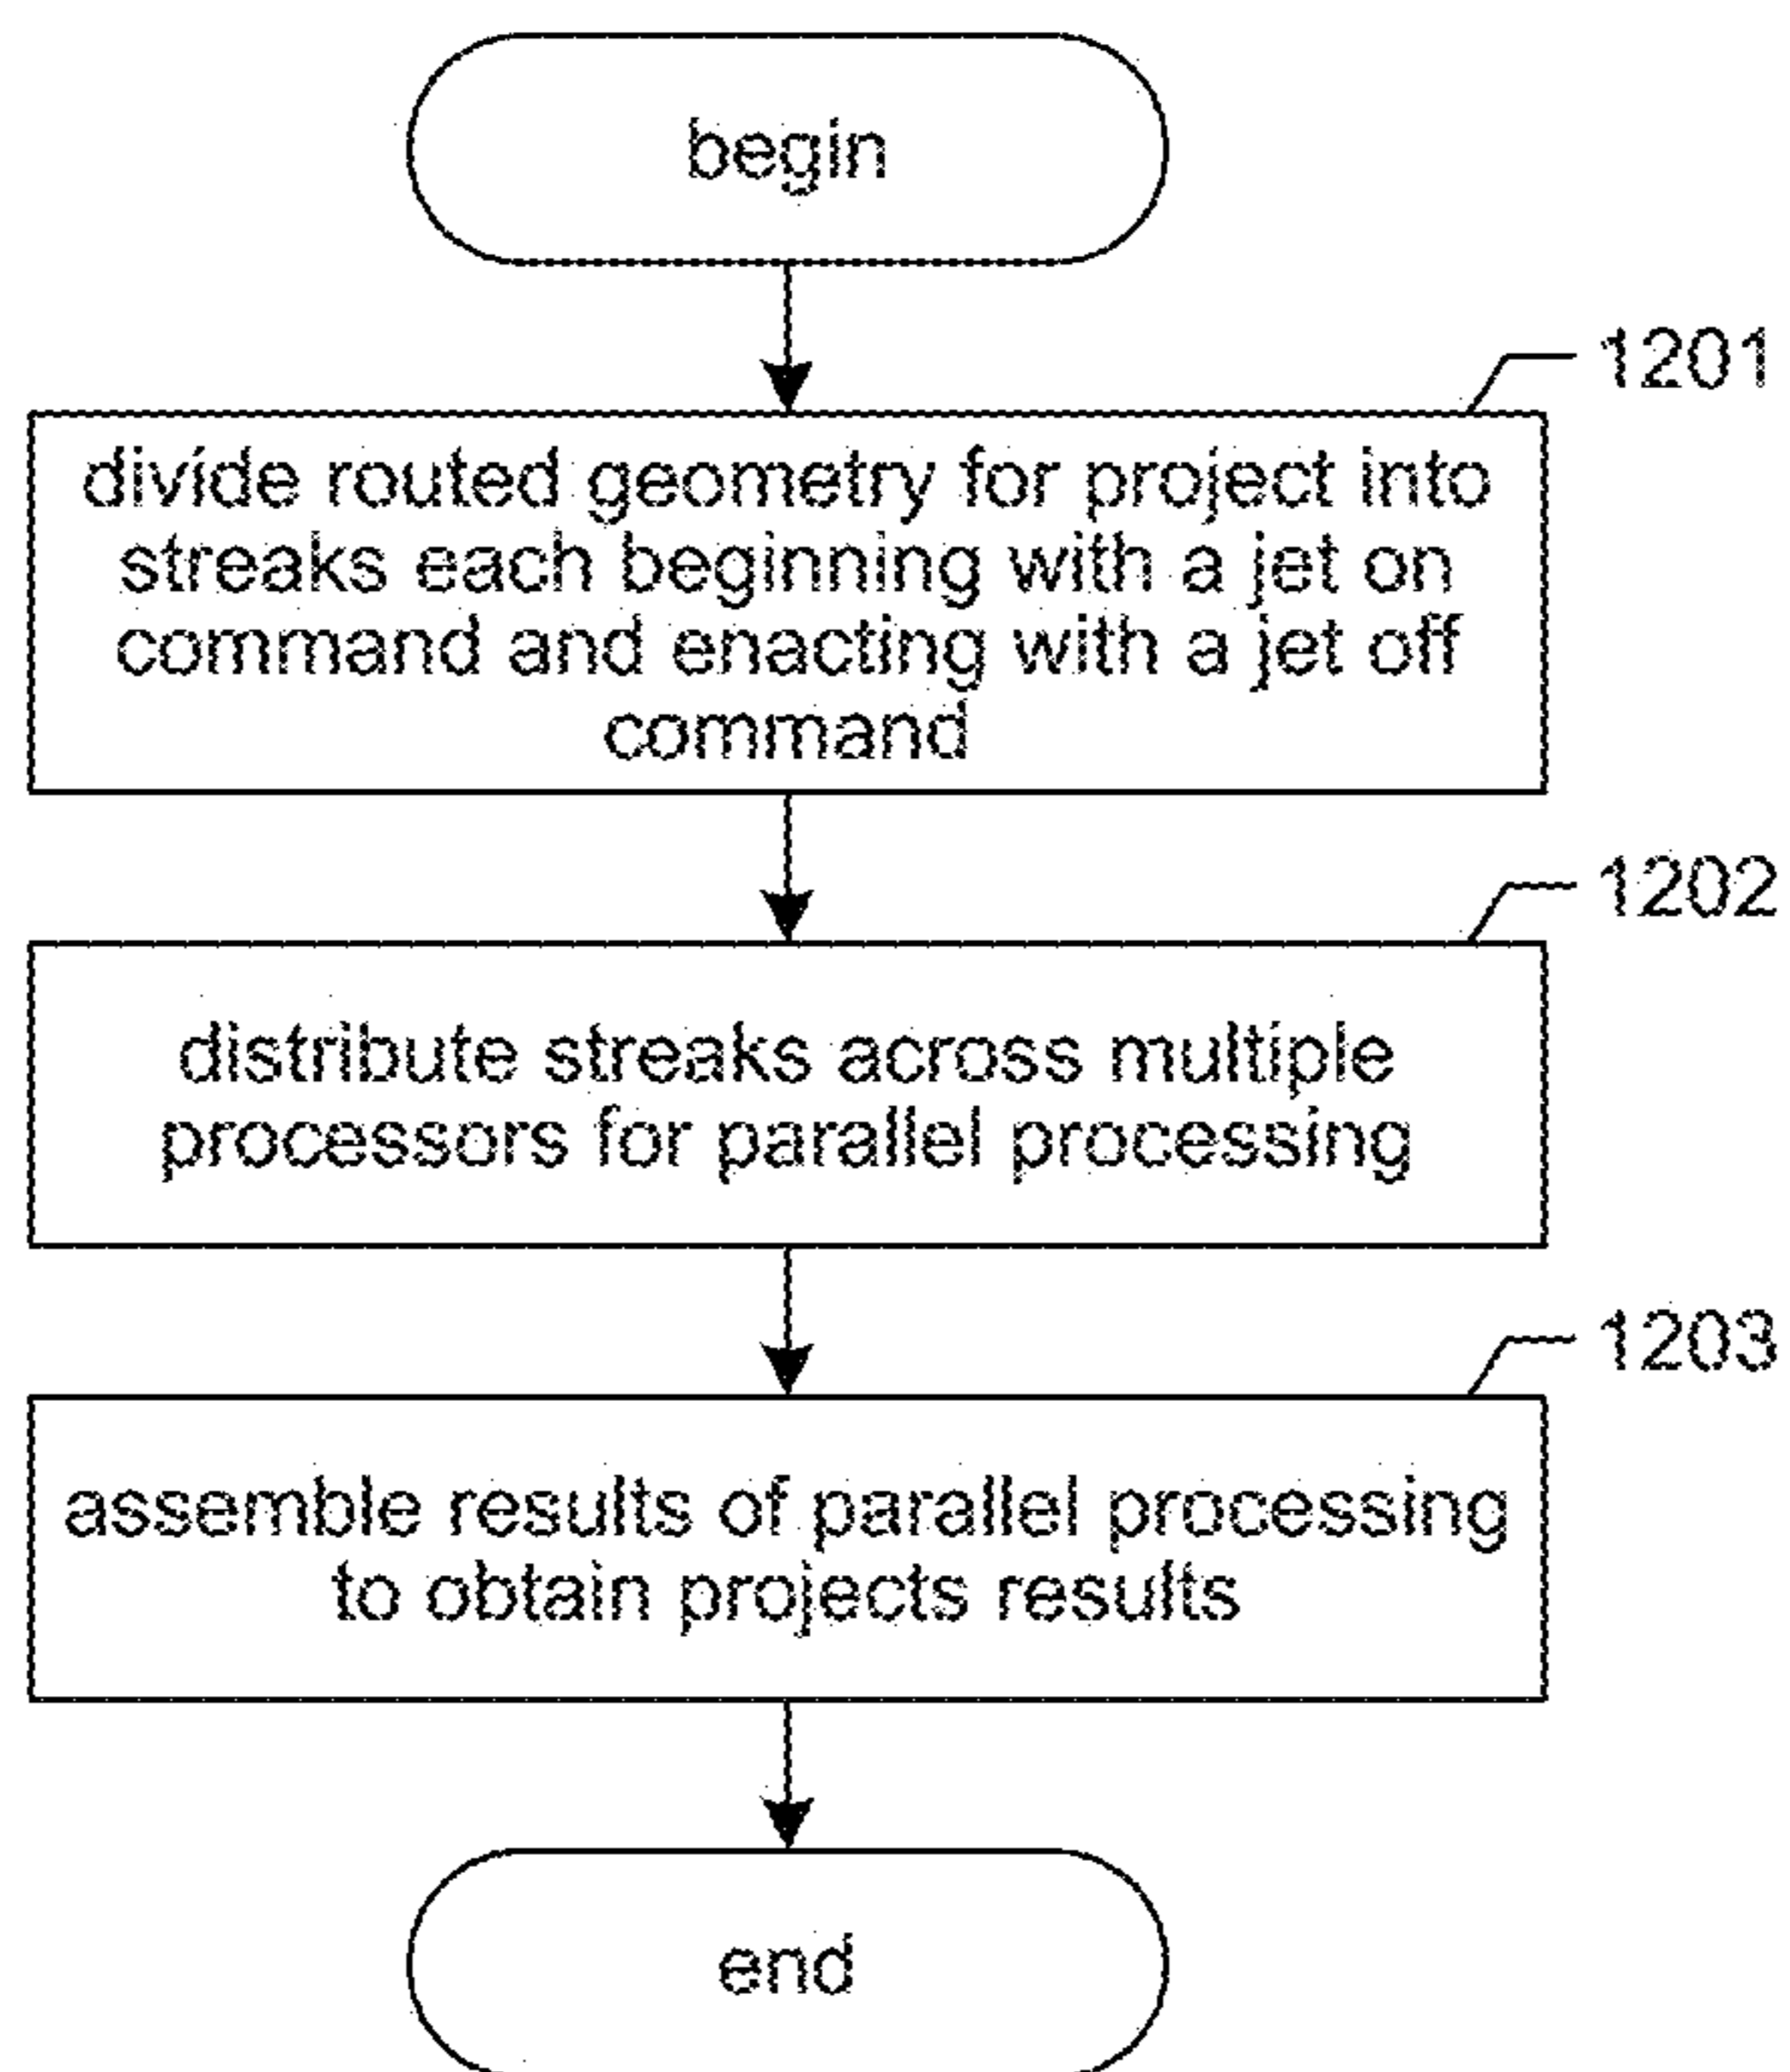 begin
1201
divide routed geometry for project into
streaks each beginning with a jet on
command and enacting with a jet off
command
1202
distribute streaks across multiple
processors for parallel processing
1203
assemble results of parallel processing
to obtain projects results
end